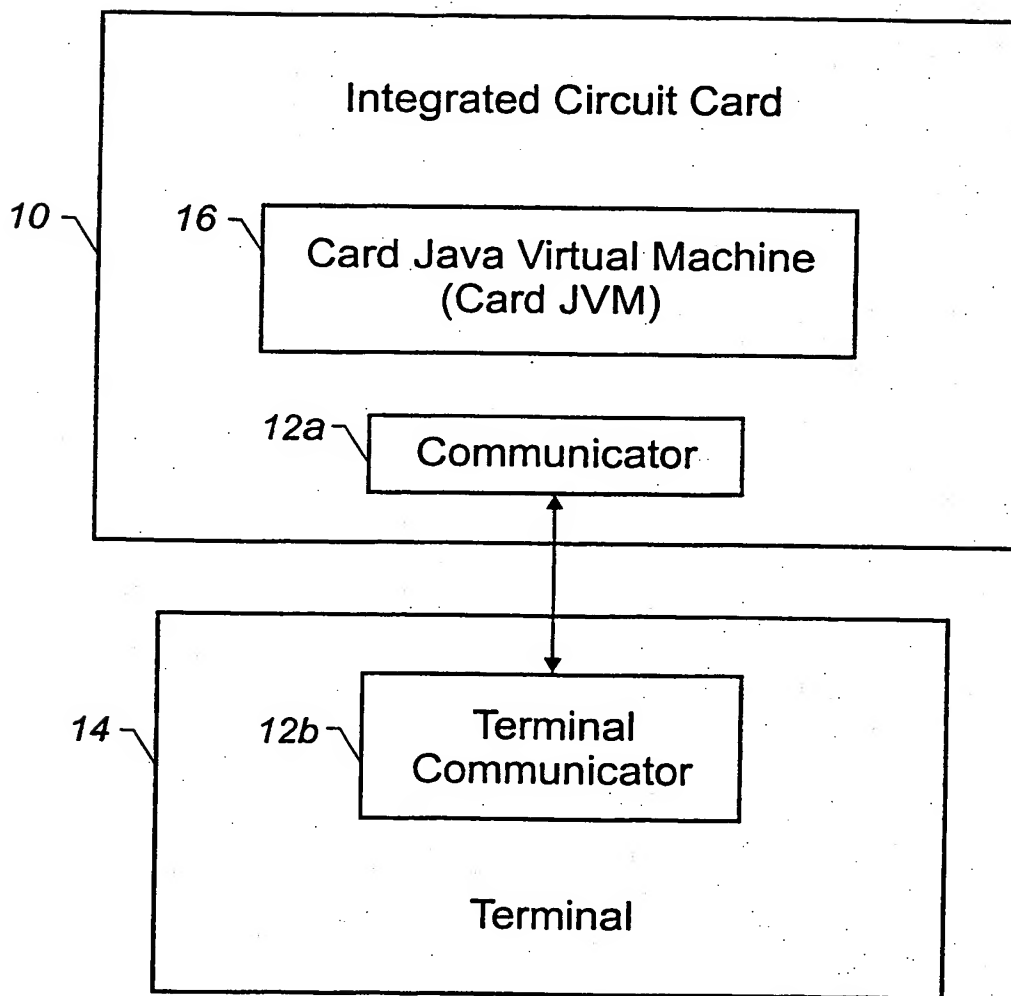 Integrated Circuit Card
10
16
Card Java Virtual Machine
(Card JVM)
12a
Communicator
14
12b
Terminal
Communicator
Terminal